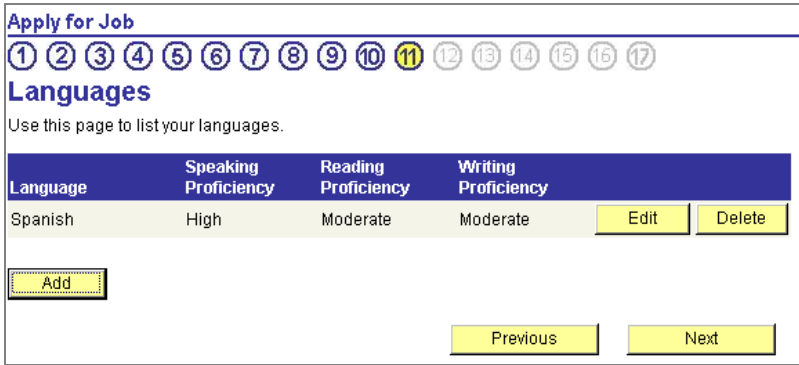 Apply for Job
1 2 3 4 5 6 7 8 9 10 11 12 13 14 15 16 17
Languages
Use this page to list your languages.
Language Speaking Proficiency Reading Proficiency Writing Proficiency
Spanish High Moderate Moderate Edit Delete
Add
Previous Next